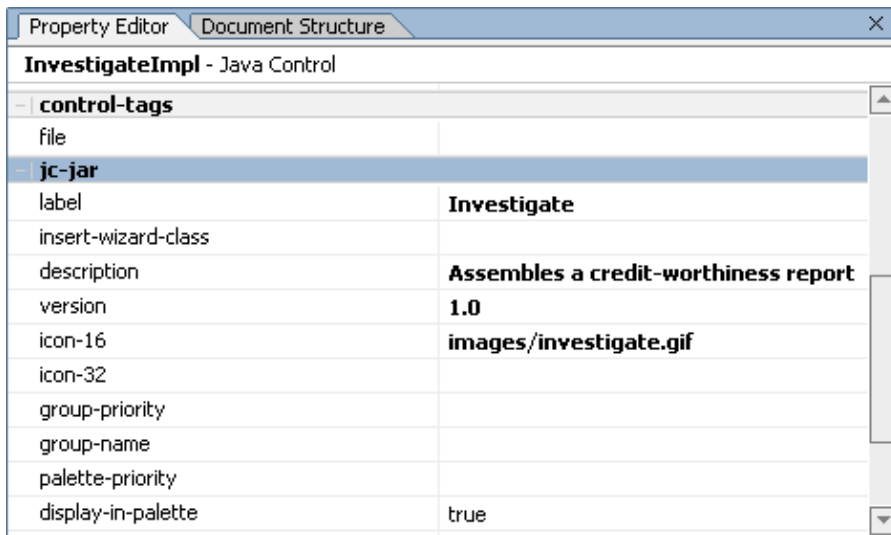 Property Editor Document Structure
InvestigateImpl - Java Control
control-tags
file
jc-jar
label Investigate
insert-wizard-class
description Assembles a credit-worthiness report
version 1.0
icon-16 images/investigate.gif
icon-32
group-priority
group-name
palette-priority
display-in-palette true